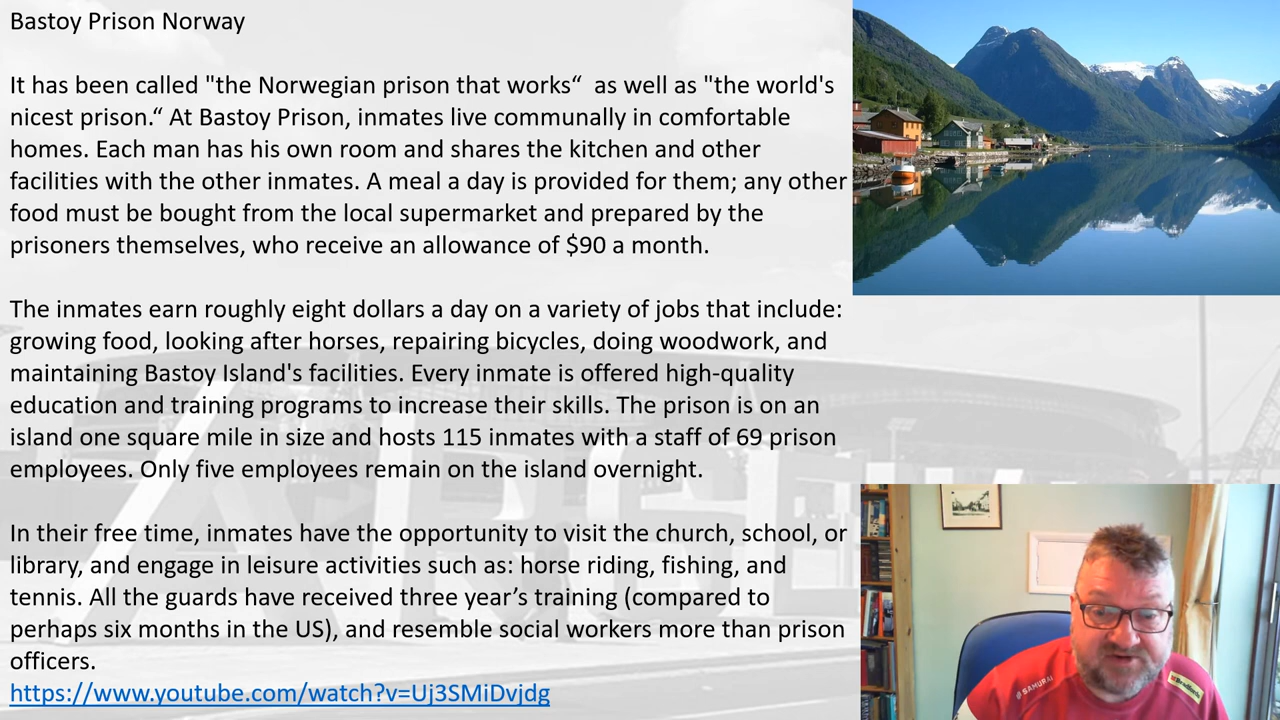 Bastoy Prison Norway
It has been called "the Norwegian prison that works“  as well as "the world's
nicest prison.“ At Bastoy Prison, inmates live communally in comfortable
homes. Each man has his own room and shares the kitchen and other
facilities with the other inmates. A meal a day is provided for them; any other
food must be bought from the local supermarket and prepared by the
prisoners themselves, who receive an allowance of $90 a month.
The inmates earn roughly eight dollars a day on a variety of jobs that include:
growing food, looking after horses, repairing bicycles, doing woodwork, and
maintaining Bastoy Island's facilities. Every inmate is offered high-quality
education and training programs to increase their skills. The prison is on an
island one square mile in size and hosts 115 inmates with a staff of 69 prison
employees. Only five employees remain on the island overnight.
In their free time, inmates have the opportunity to visit the church, school, or
library, and engage in leisure activities such as: horse riding, fishing, and
tennis. All the guards have received three year’s training (compared to
perhaps six months in the US), and resemble social workers more than prison
officers.
https://www.youtube.com/watch?v=Uj3SMiDvjdg
SAMURAI